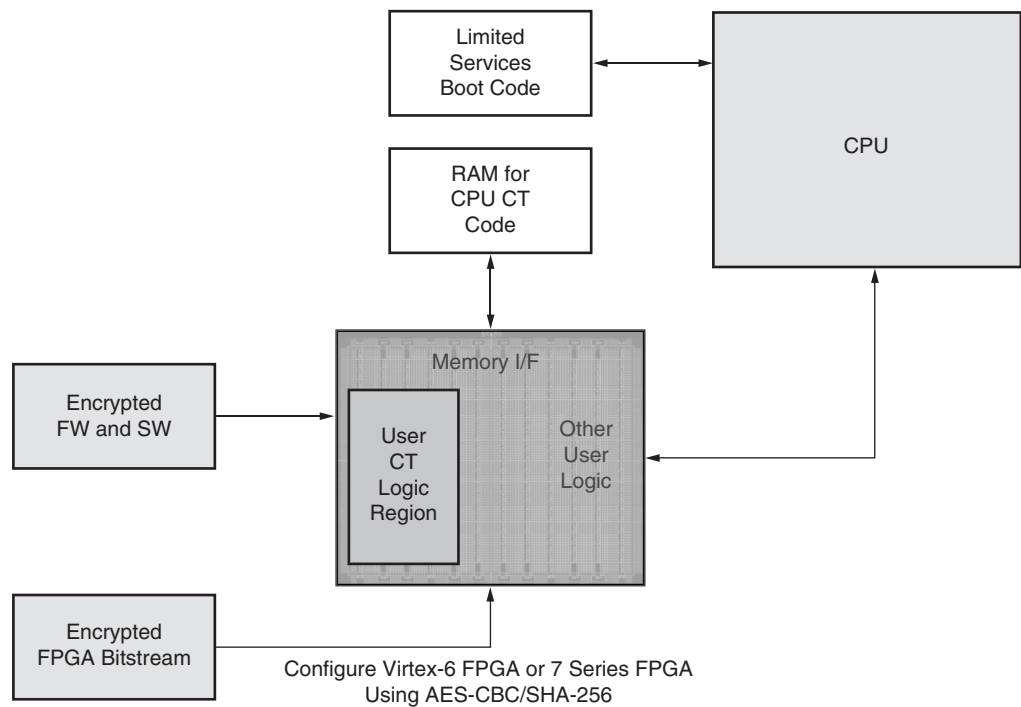 Limited
Services
Boot Code
CPU
RAM for
CPU CT
Code
Memory I/F
Encrypted
FW and SW
User
CT
Logic
Region
Other
User
Logic
Encrypted
FPGA Bitstream
Configure Virtex-6 FPGA or 7 Series FPGA
Using AES-CBC/SHA-256